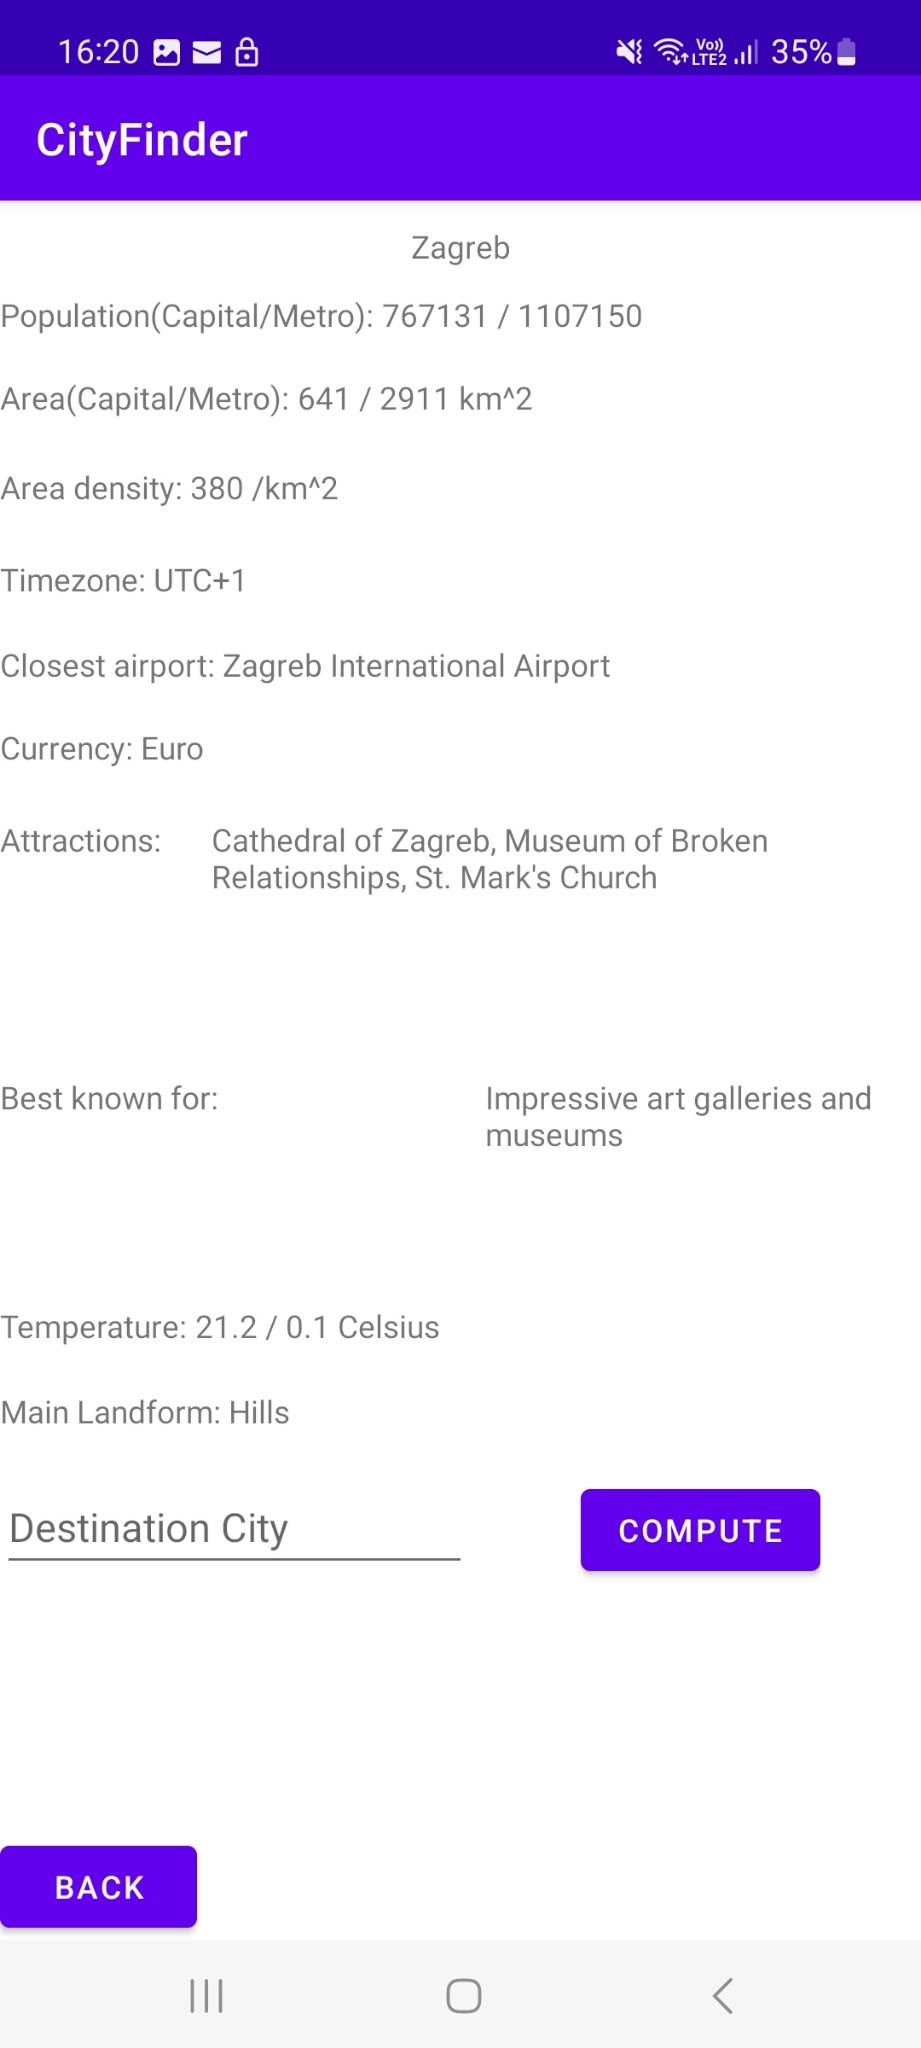 16:20 Vo)) LTE2 35%
CityFinder
Zagreb
Population(Capital/Metro): 767131 / 1107150
Area(Capital/Metro): 641 / 2911 km^2
Area density: 380 /km^2
Timezone: UTC+1
Closest airport: Zagreb International Airport
Currency: Euro
Attractions: Cathedral of Zagreb, Museum of Broken
Relationships, St. Mark's Church
Best known for: Impressive art galleries and
museums
Temperature: 21.2 / 0.1 Celsius
Main Landform: Hills
Destination City COMPUTE
BACK